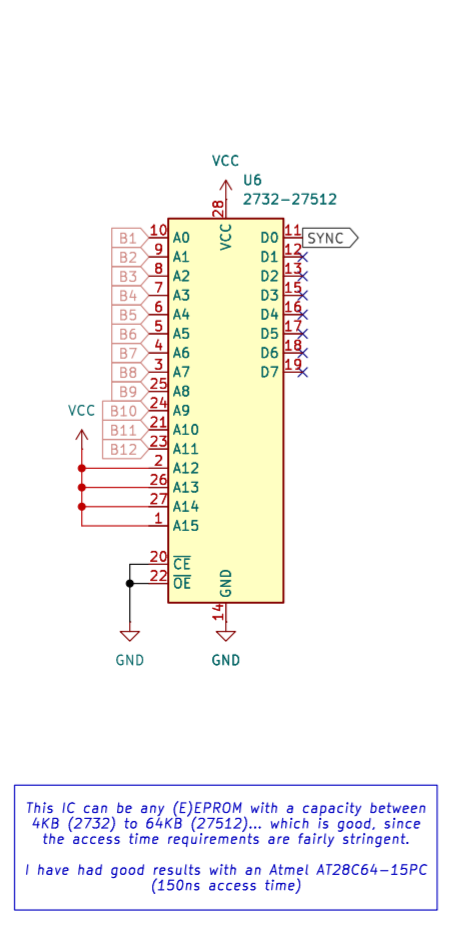 VCC
U6
2732-27512
28
VCC
B1 10 A0 D0 11 SYNC
B2 9 A1 D1 12
B3 8 A2 D2 13
B4 7 A3 D3 15
B5 6 A4 D4 16
B6 5 A5 D5 17
B7 4 A6 D6 18
B8 3 A7 D7 19
B9 25 A8
VCC B10 24 A9
B11 21 A10
B12 23 A11
2 A12
26 A13
27 A14
1 A15
20 CE
22 OE
GND
14
GND GND
This IC can be any (E)EPROM with a capacity between
4KB (2732) to 64KB (27512)... which is good, since
the access time requirements are fairly stringent.
I have had good results with an Atmel AT28C64-15PC
(150ns access time)